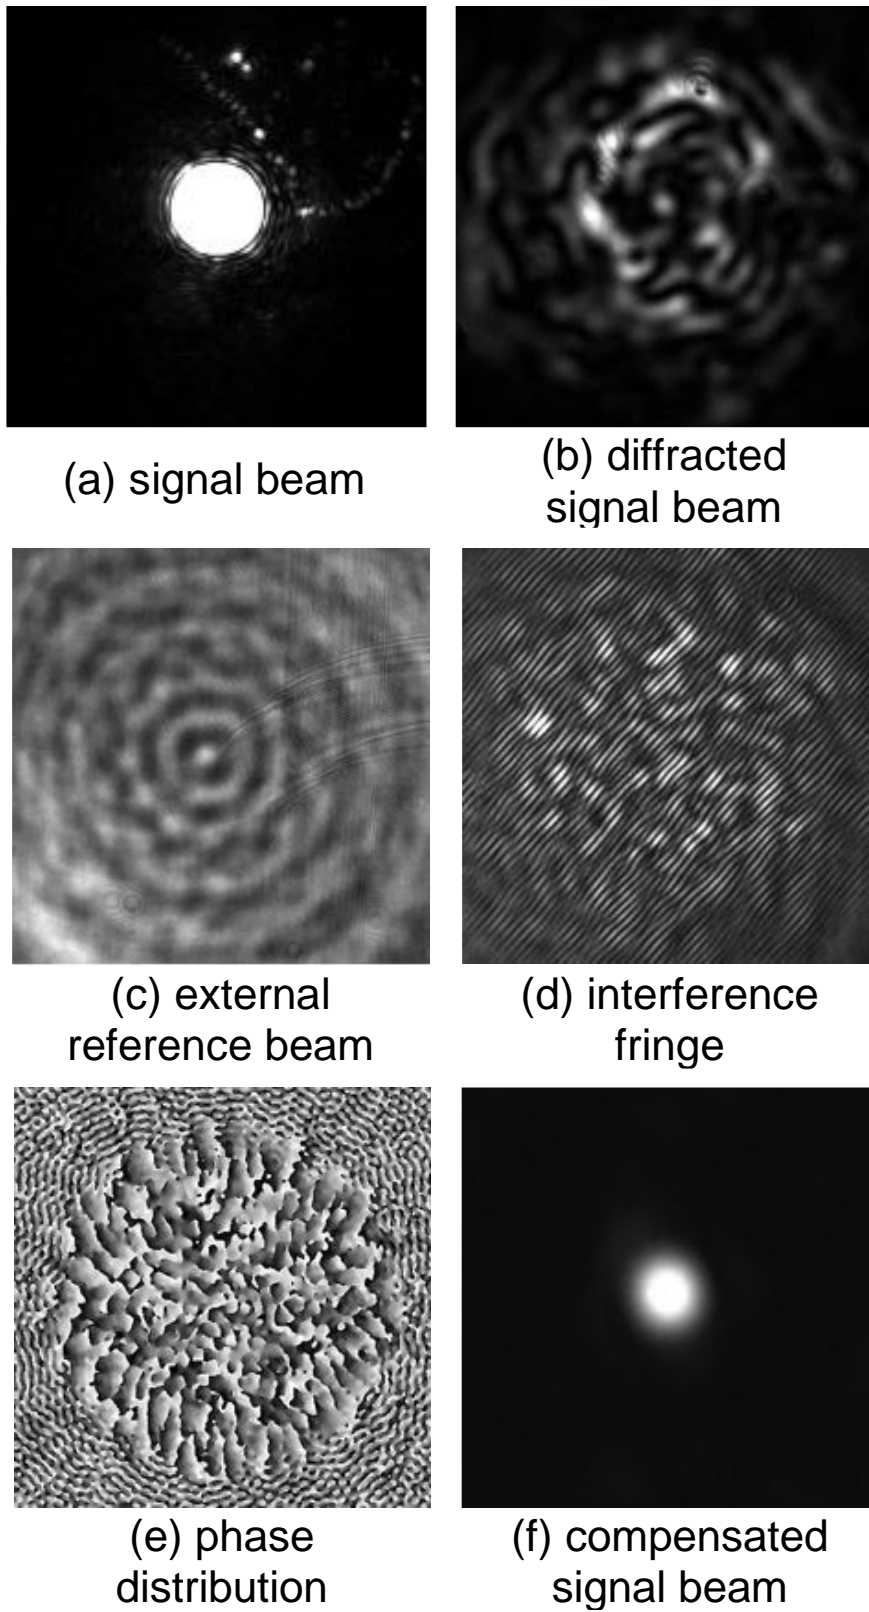 (a) signal beam
(b) diffracted
signal beam
(c) external
reference beam
(d) interference
fringe
(e) phase
distribution
(f) compensated
signal beam